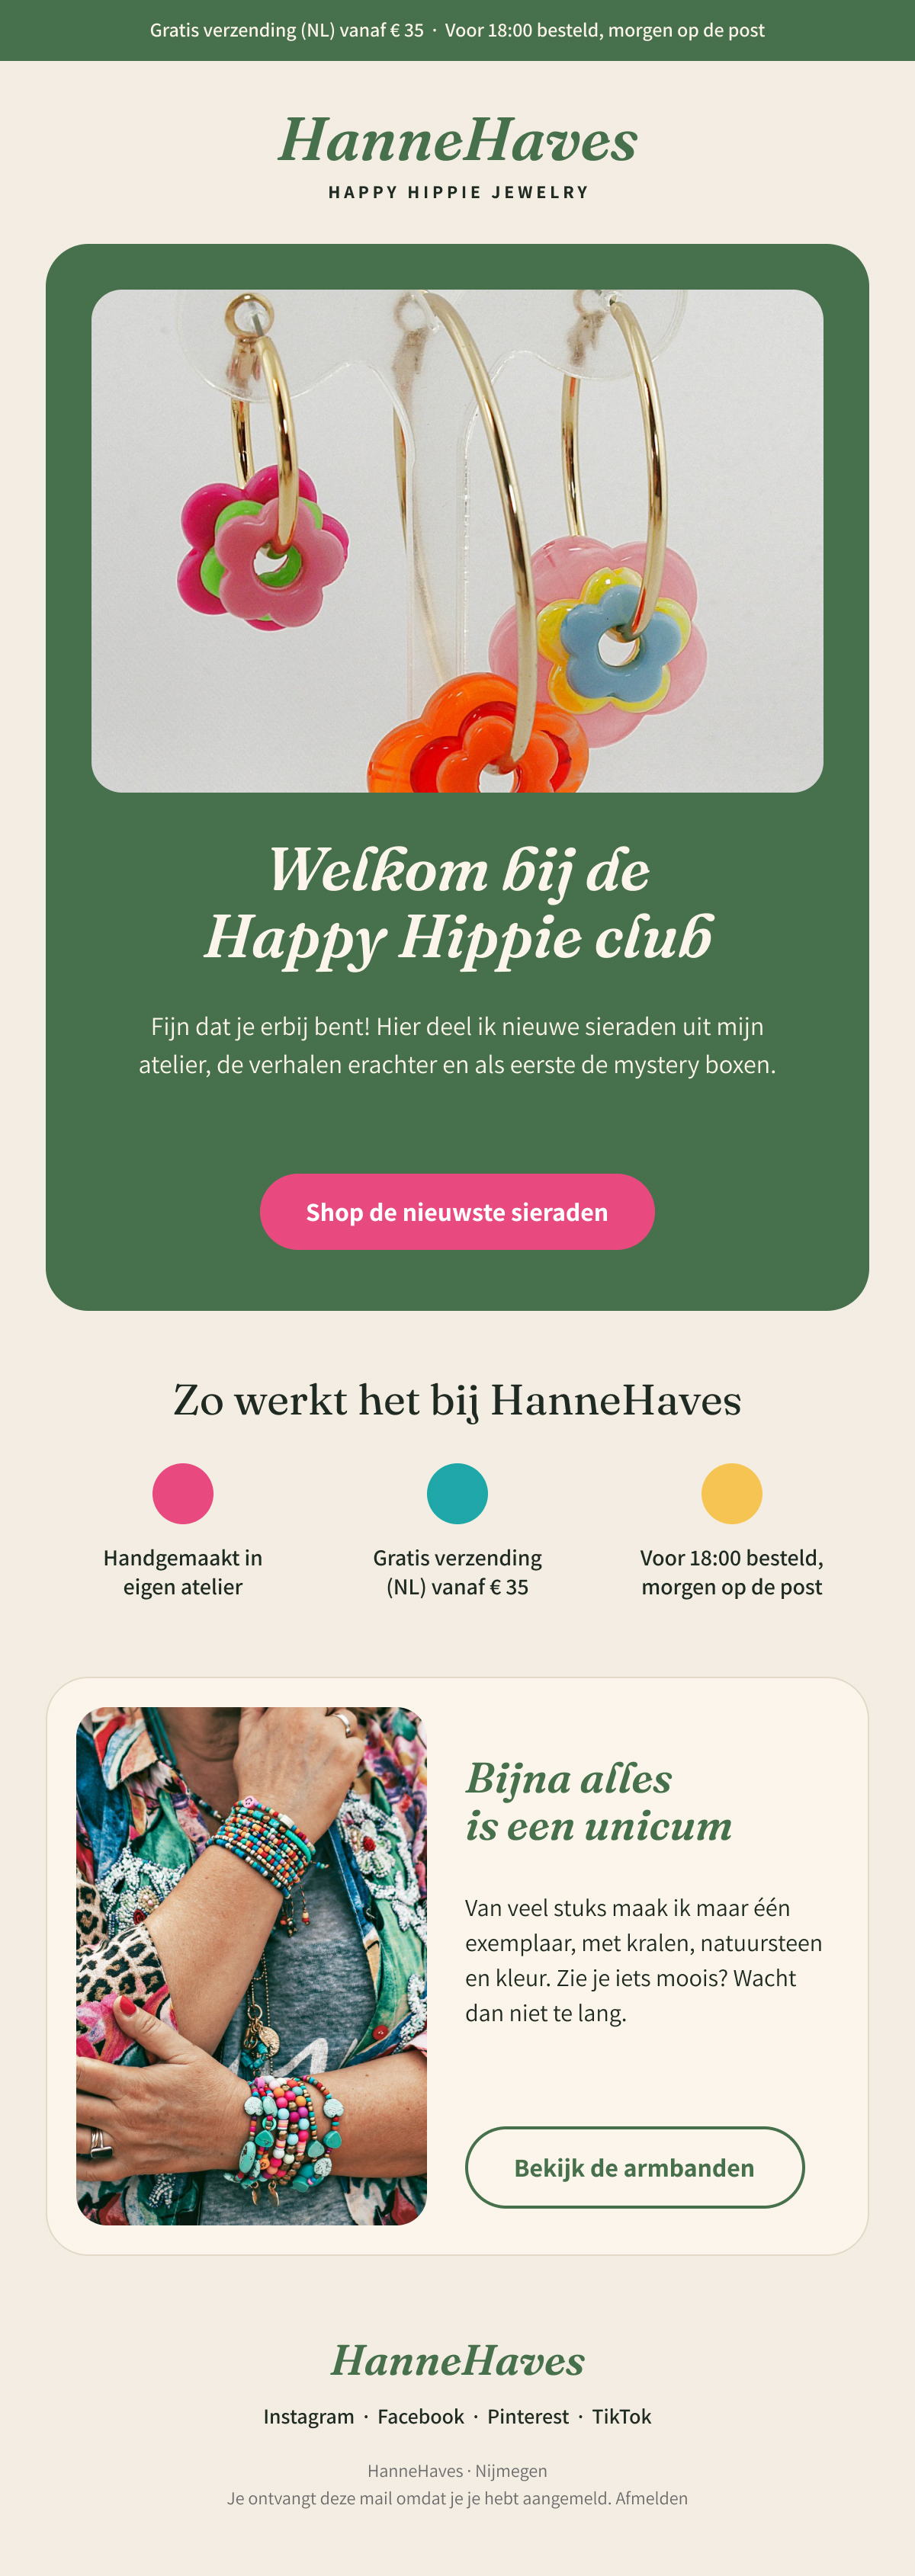 Gratis verzending (NL) vanaf € 35 · Voor 18:00 besteld, morgen op de post
HanneHaves
HAPPY HIPPIE JEWELRY
Welkom bij de
Happy Hippie club
Fijn dat je erbij bent! Hier deel ik nieuwe sieraden uit mijn
atelier, de verhalen erachter en als eerste de mystery boxen.
Shop de nieuwste sieraden
Zo werkt het bij HanneHaves
Handgemaakt in
eigen atelier
Gratis verzending
(NL) vanaf € 35
Voor 18:00 besteld,
morgen op de post
Bijna alles
is een unicum
Van veel stuks maak ik maar één
exemplaar, met kralen, natuursteen
en kleur. Zie je iets moois? Wacht
dan niet te lang.
Bekijk de armbanden
HanneHaves
Instagram · Facebook · Pinterest · TikTok
HanneHaves · Nijmegen
Je ontvangt deze mail omdat je je hebt aangemeld. Afmelden